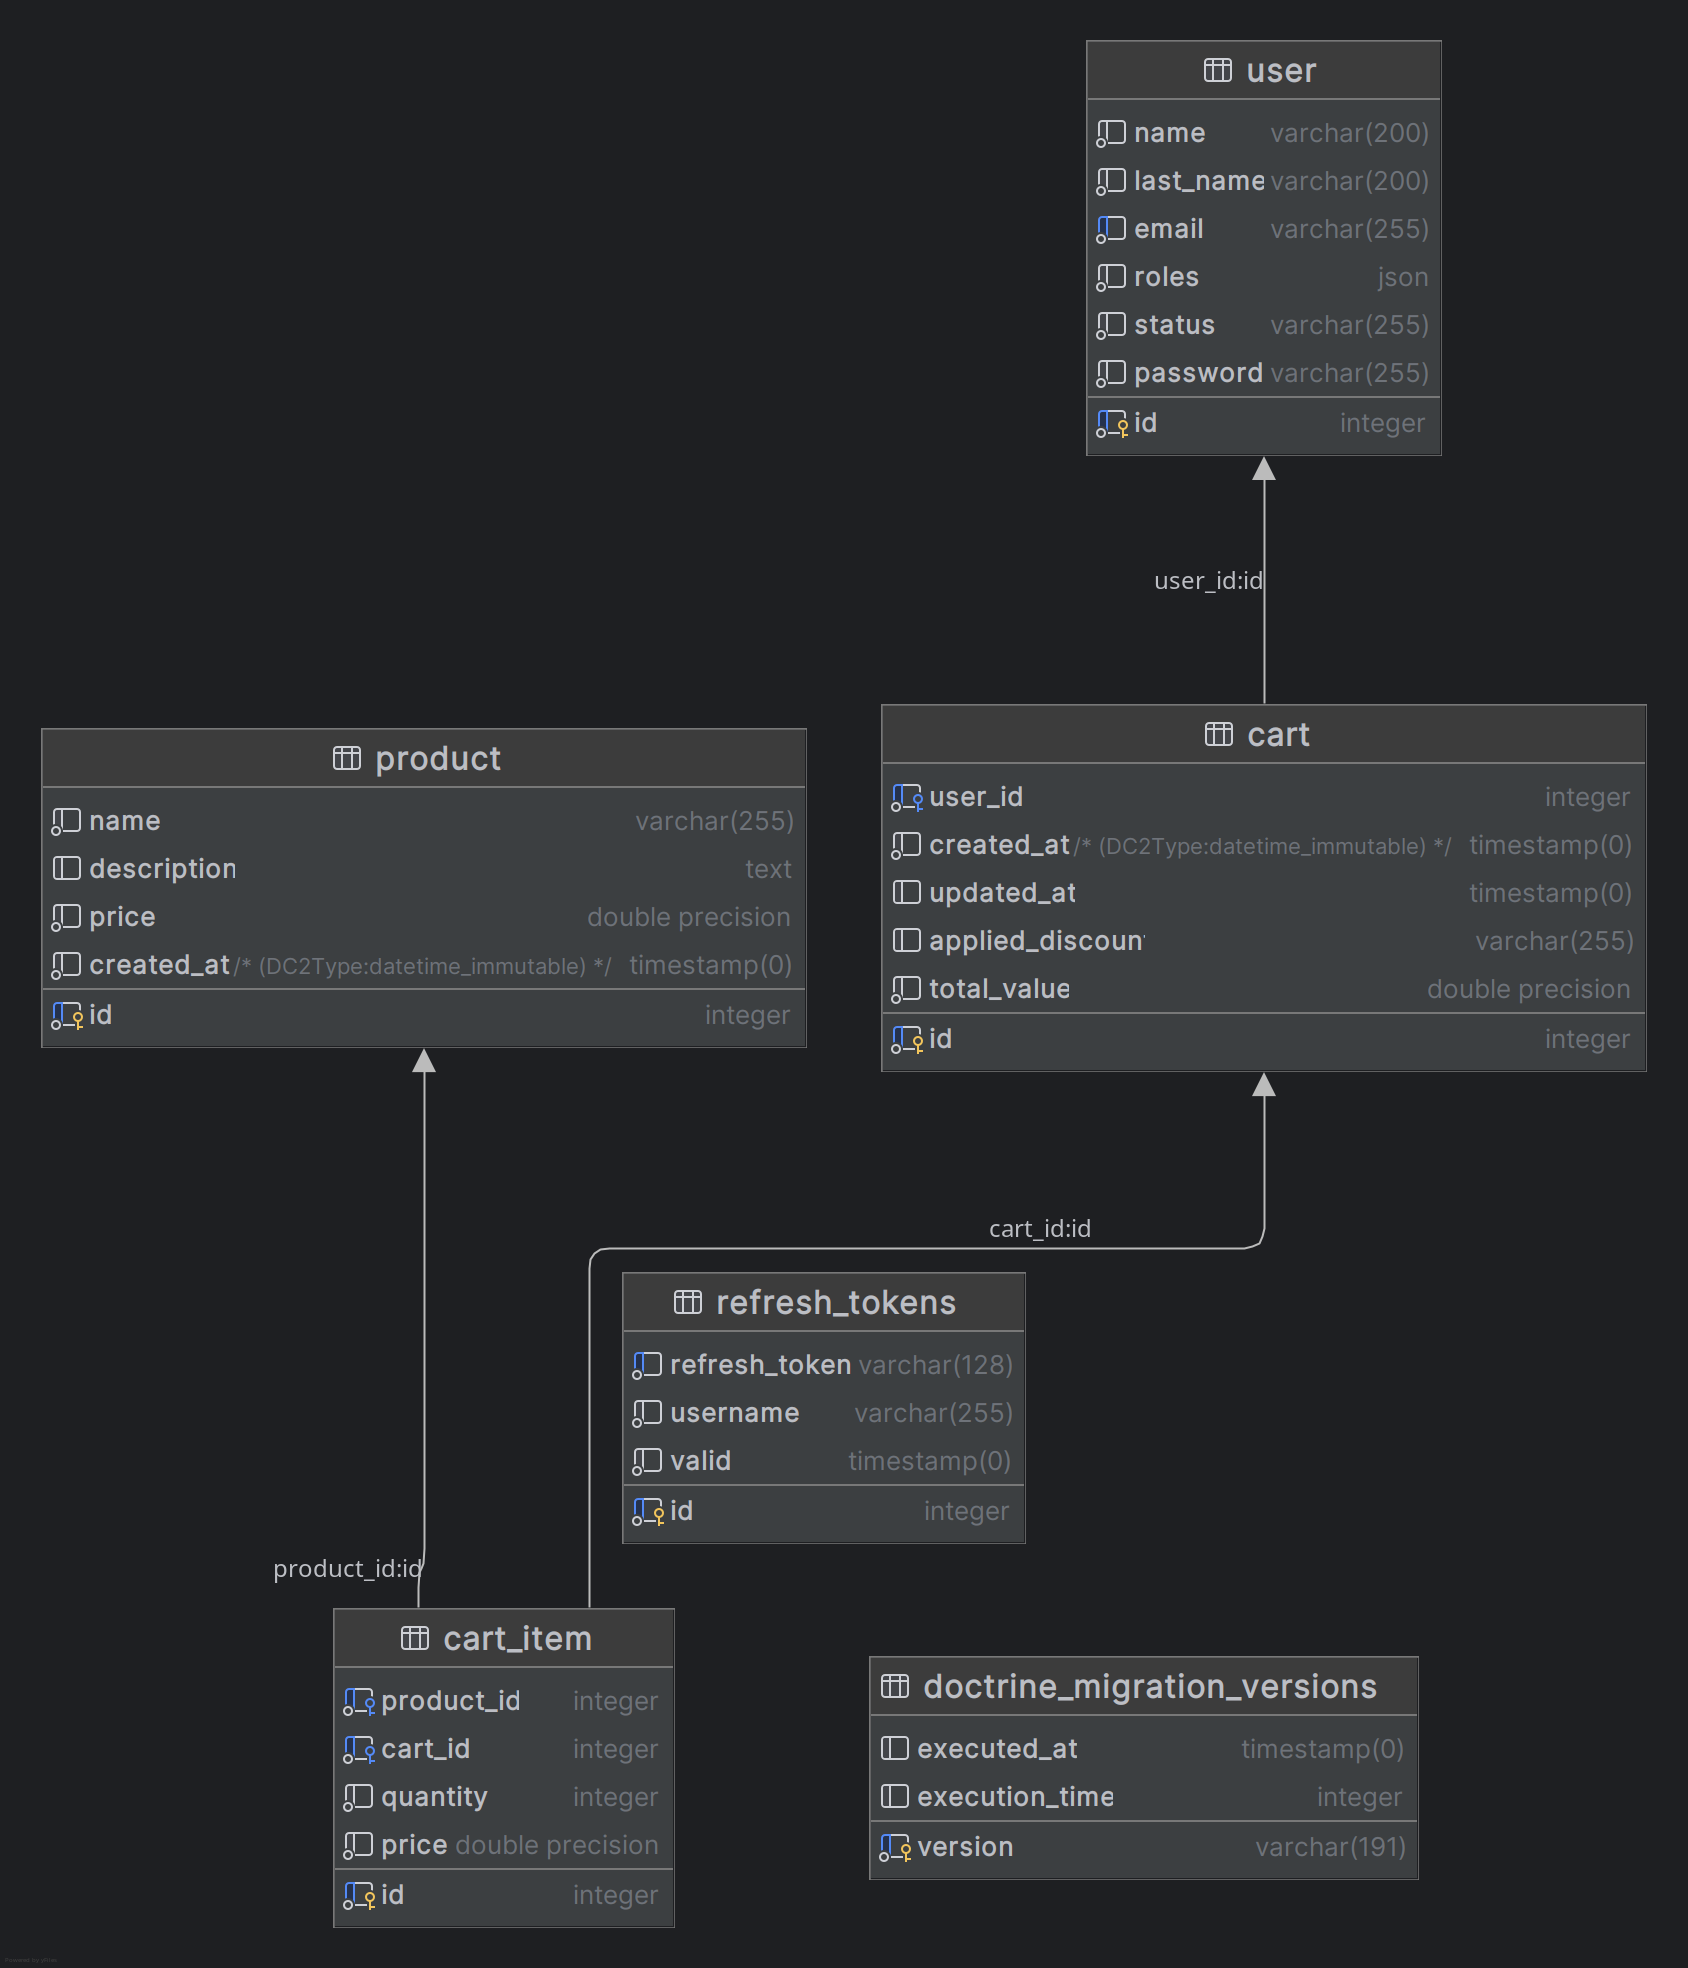 user
name varchar(200)
last_name varchar(200)
email varchar(255)
roles json
status varchar(255)
password varchar(255)
id integer
user_id:id
product
name varchar(255)
description text
price double precision
created_at /* (DC2Type:datetime_immutable) */ timestamp(0)
id integer
cart
user_id integer
created_at /* (DC2Type:datetime_immutable) */ timestamp(0)
updated_at timestamp(0)
applied_discoun varchar(255)
total_value double precision
id integer
cart_id:id
refresh_tokens
refresh_token varchar(128)
username varchar(255)
valid timestamp(0)
id integer
product_id:id
cart_item
product_id integer
cart_id integer
quantity integer
price double precision
id integer
doctrine_migration_versions
executed_at timestamp(0)
execution_time integer
version varchar(191)